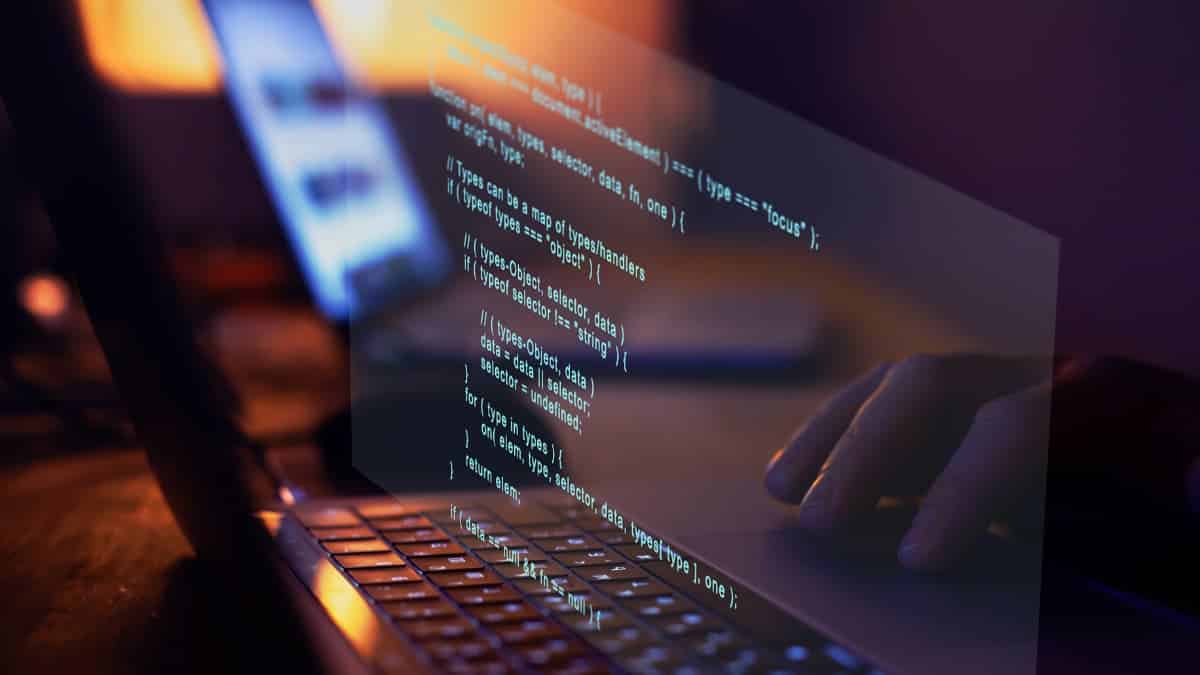 elem, type ) {
document.activeElement ) === ( type === "focus" );
function on( elem, types, selector, data, fn, one ) {
var origFn, type;
// Types can be a map of types/handlers
if ( typeof types === "object" ) {
// ( types-Object, selector, data )
if ( typeof selector !== "string" ) {
// ( types-Object, data )
data = data || selector;
selector = undefined;
}
for ( type in types ) {
on( elem, type, selector, data, types[ type ], one );
}
return elem;
}
if ( data == null && fn == null ) {